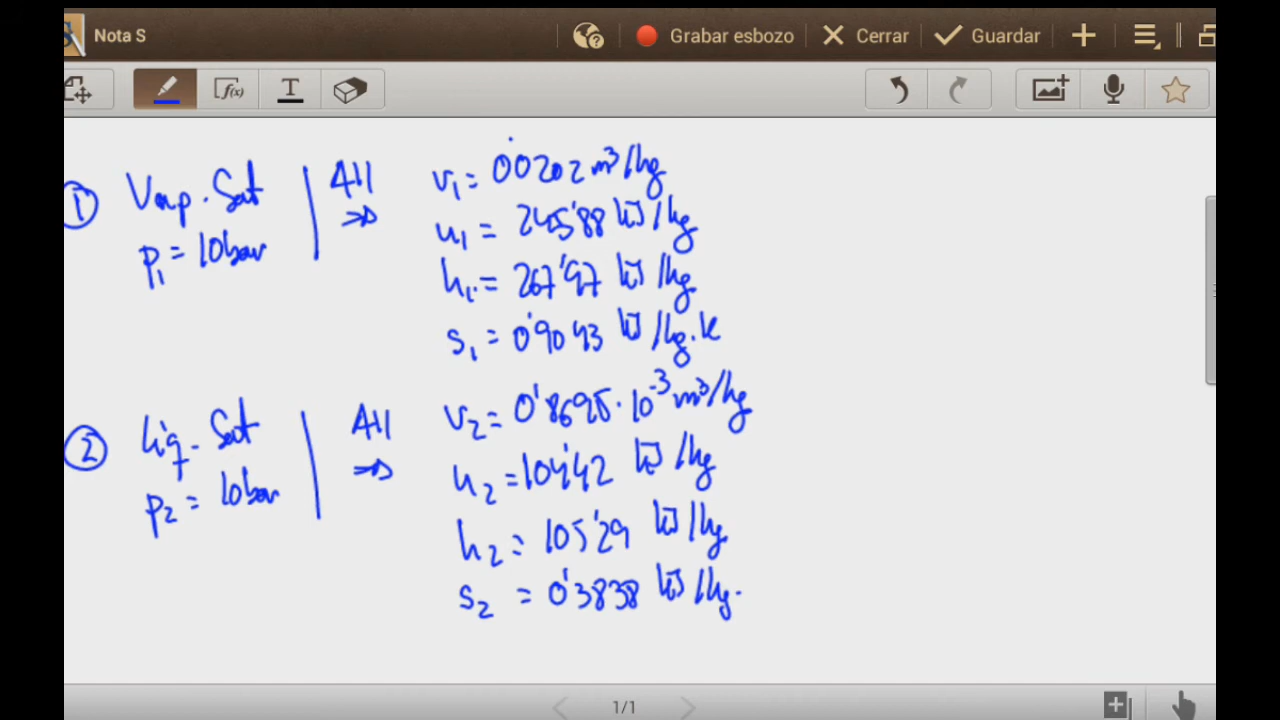 Nota S
Grabar esbozo
Cerrar
Guardar
f(x)
T
① Vap. Sat
p₁ = 10bar
A11 ⇒
v₁ = 0'0202 m³/kg
u₁ = 245'88 kJ/kg
h₁ = 267'97 kJ/kg
s₁ = 0'9043 kJ/kg.k
② Liq. Sat
p₂ = 10bar
A11 ⇒
v₂ = 0'8695·10⁻³ m³/kg
u₂ = 104'42 kJ/kg
h₂ = 105'29 kJ/kg
s₂ = 0'3838 kJ/kg.
1/1